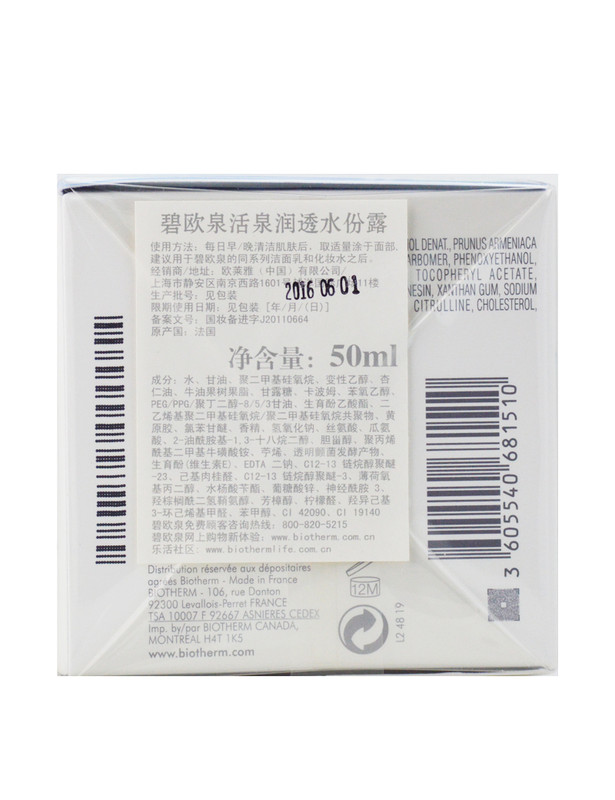 碧欧泉活泉润透水份露
使用方法: 每日早/晚清洁肌肤后, 取适量涂于面部.
建议用于碧欧泉的同系列洁面乳和化妆水之后.
经销商/地址: 欧莱雅(中国)有限公司/
上海市静安区南京西路1601号 11楼
生产批号: 见包装
2016 06 01
限期使用日期: 见包装 [年/月/(日)]
备案文号: 国妆备进字J20110664
原产国: 法国
净含量: 50ml
成分: 水、甘油、聚二甲基硅氧烷、变性乙醇、杏
仁油、牛油果树果脂、甘露糖、卡波姆、苯氧乙醇、
PEG/PPG/聚丁二醇-8/5/3甘油、生育酚乙酸酯、二
乙烯基聚二甲基硅氧烷/聚二甲基硅氧烷共聚物、黄
原胶、氯苯甘醚、香精、氢氧化钠、丝氨酸、瓜氨
酸、2-油酰胺基-1,3-十八烷二醇、胆甾醇、聚丙烯
酰基二甲基牛磺酸铵、苧烯、透明颤菌发酵产物、
生育酚(维生素E)、EDTA 二钠、C12-13 链烷醇聚醚
-23、己基肉桂醛、C12-13 链烷醇聚醚-3、薄荷氧
基丙二醇、水杨酸苄酯、葡糖酸锌、神经酰胺 3、
羟棕榈酰二氢鞘氨醇、芳樟醇、柠檬醛、羟异己基
3-环己烯基甲醛、苯甲醇、CI 42090、CI 19140
碧欧泉免费顾客咨询热线: 800-820-5215
碧欧泉网上购物新体验: www.biotherm.com.cn
乐活社区: www.biothermlife.com.cn
OL DENAT, PRUNUS ARMENIACA
RBOMER, PHENOXYETHANOL,
TOCOPHERYL ACETATE,
NESIN, XANTHAN GUM, SODIUM
CITRULLINE, CHOLESTEROL,
3 605540 681510
Distribution réservée aux dépositaires
agréés Biotherm - Made in France
BIOTHERM - 106, rue Danton
92300 Levallois-Perret FRANCE
TSA 10007 F 92667 ASNIERES CEDEX
Imp. by/par BIOTHERM CANADA,
MONTRÉAL H4T 1K5
www.biotherm.com
12M
L2 4819